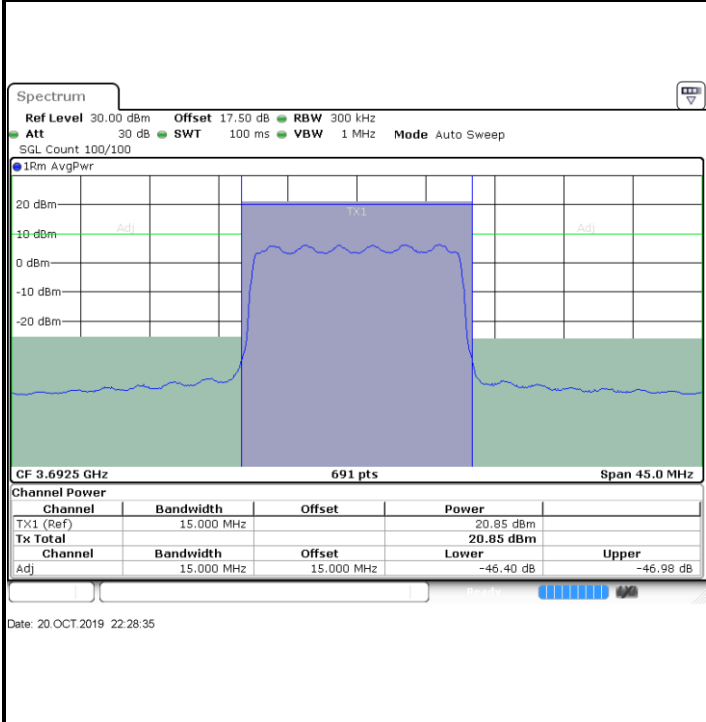 Spectrum
Ref Level 30.00 dBm Offset 17.50 dB RBW 300 kHz
Att 30 dB SWT 100 ms VBW 1 MHz Mode Auto Sweep
SGL Count 100/100
1Rm AvgPwr
20 dBm
TX1
Adj
Adj
10 dBm
0 dBm
-10 dBm
-20 dBm
CF 3.6925 GHz 691 pts Span 45.0 MHz
Channel Power
Channel Bandwidth Offset Power
TX1 (Ref) 15.000 MHz 20.85 dBm
Tx Total 20.85 dBm
Channel Bandwidth Offset Lower Upper
Adj 15.000 MHz 15.000 MHz -46.40 dB -46.98 dB
Ready
Date: 20.OCT.2019 22:28:35